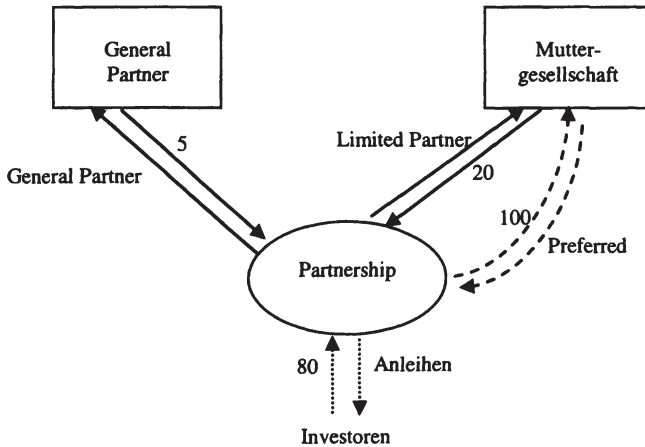 General
Partner
Mutter-
gesellschaft
5
Limited Partner
General Partner
20
100
Preferred
Partnership
80
Anleihen
Investoren